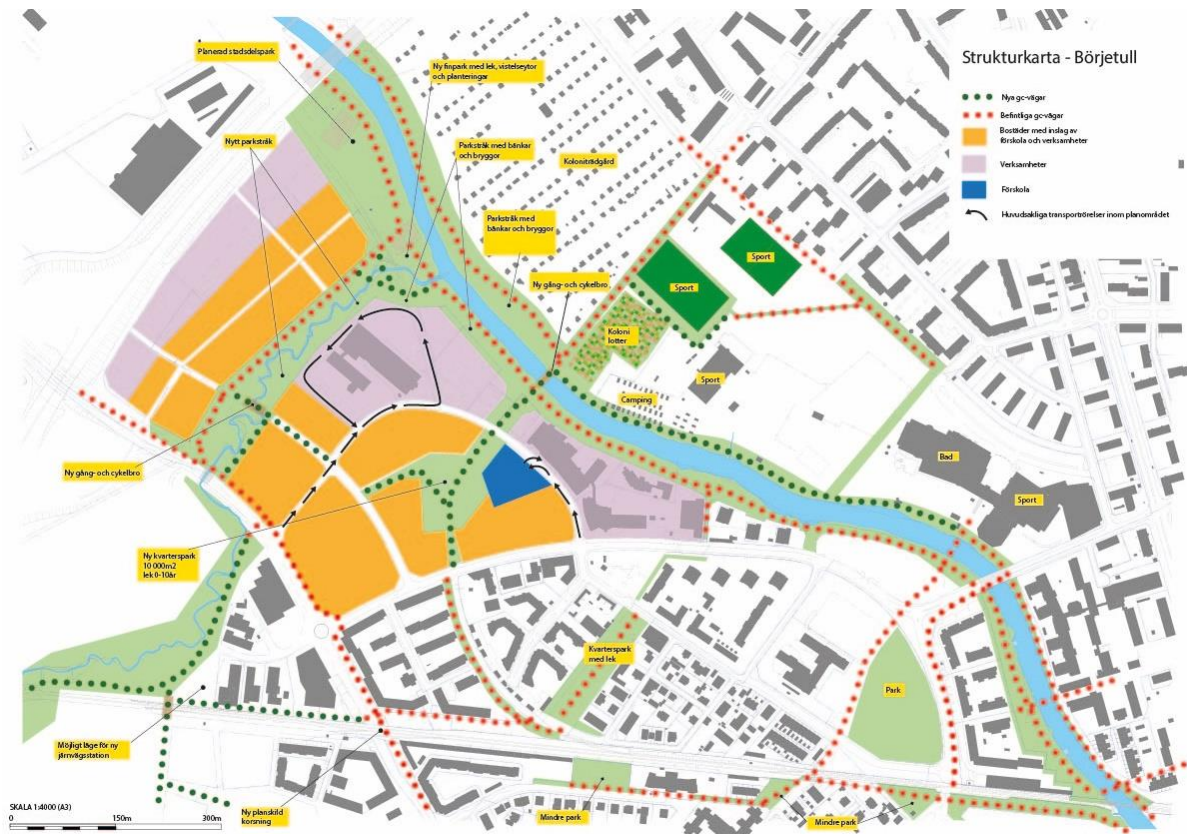 Strukturkarta - Börjetull
Nya gc-vägar
Befintliga gc-vägar
Bostäder med inslag av
förskola och verksamheter
Verksamheter
Förskola
Huvudsakliga transportrörelser inom planområdet
Planerad stadsdelspark
Ny finpark med lek, vistelseytor
och planteringar
Nytt parkstråk
Parkstråk med bänkar
och bryggor
Koloniträdgård
Parkstråk med
bänkar och bryggor
Ny gång- och cykelbro
Sport
Sport
Koloni
lotter
Sport
Camping
Bad
Sport
Ny gång- och cykelbro
Ny kvarterspark
10 000m2
lek 0-10år
Kvarterspark
med lek
Park
Möjligt läge för ny
järnvägsstation
Ny planskild
korsning
Mindre park
Mindre park
SKALA 1:4000 (A3)
0 150m 300m